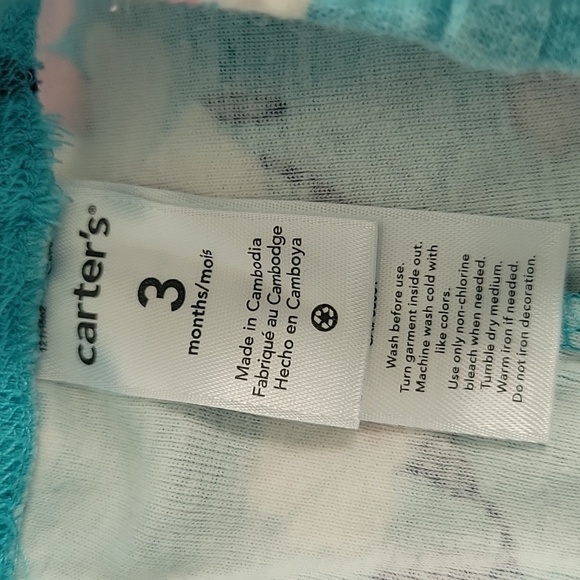 carter's®
3
months/mois
Made in Cambodia
Fabriqué au Cambodge
Hecho en Camboya
Wash before use.
Turn garment inside out.
Machine wash cold with
like colors.
Use only non-chlorine
bleach when needed.
Tumble dry medium.
Warm iron if needed.
Do not iron decoration.